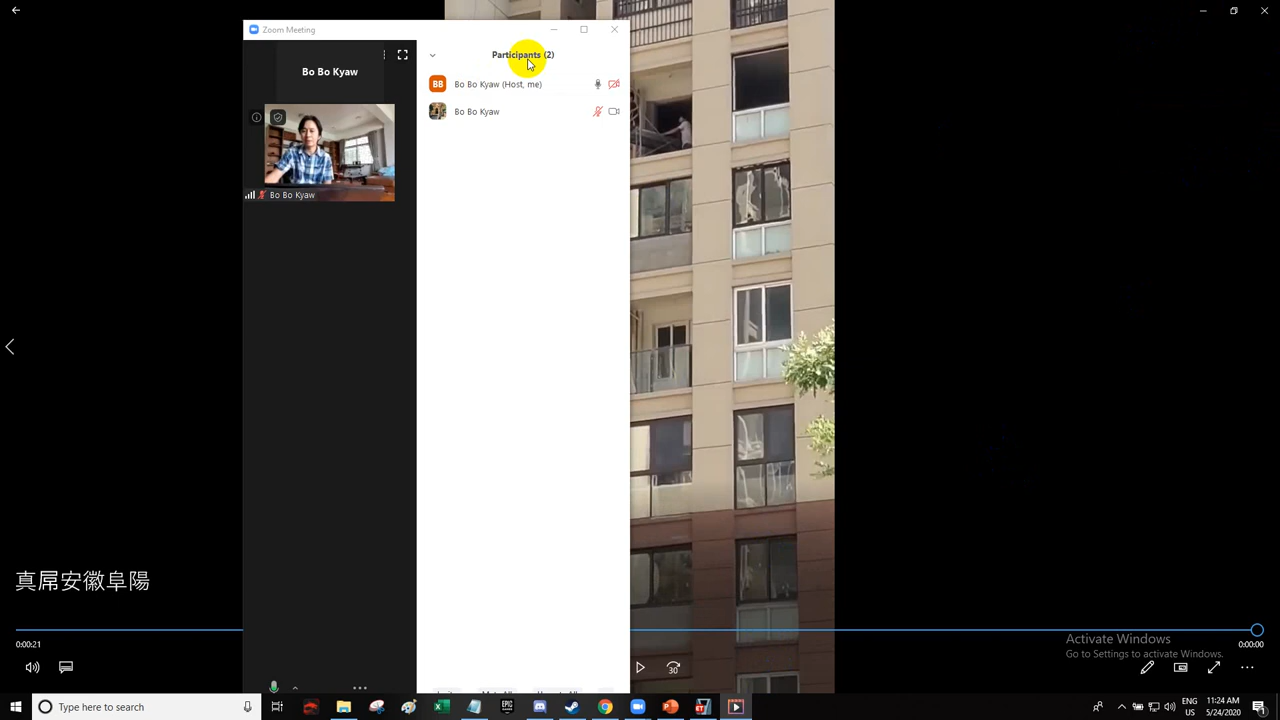 Zoom Meeting
Bo Bo Kyaw
Bo Bo Kyaw
Participants (2)
BB
Bo Bo Kyaw (Host, me)
Bo Bo Kyaw
真屌安徽阜陽
0:00:21
0:00:00
30
Activate Windows
Go to Settings to activate Windows.
Type here to search
EPIC
ENG
US
11:24 AM
5/24/2020